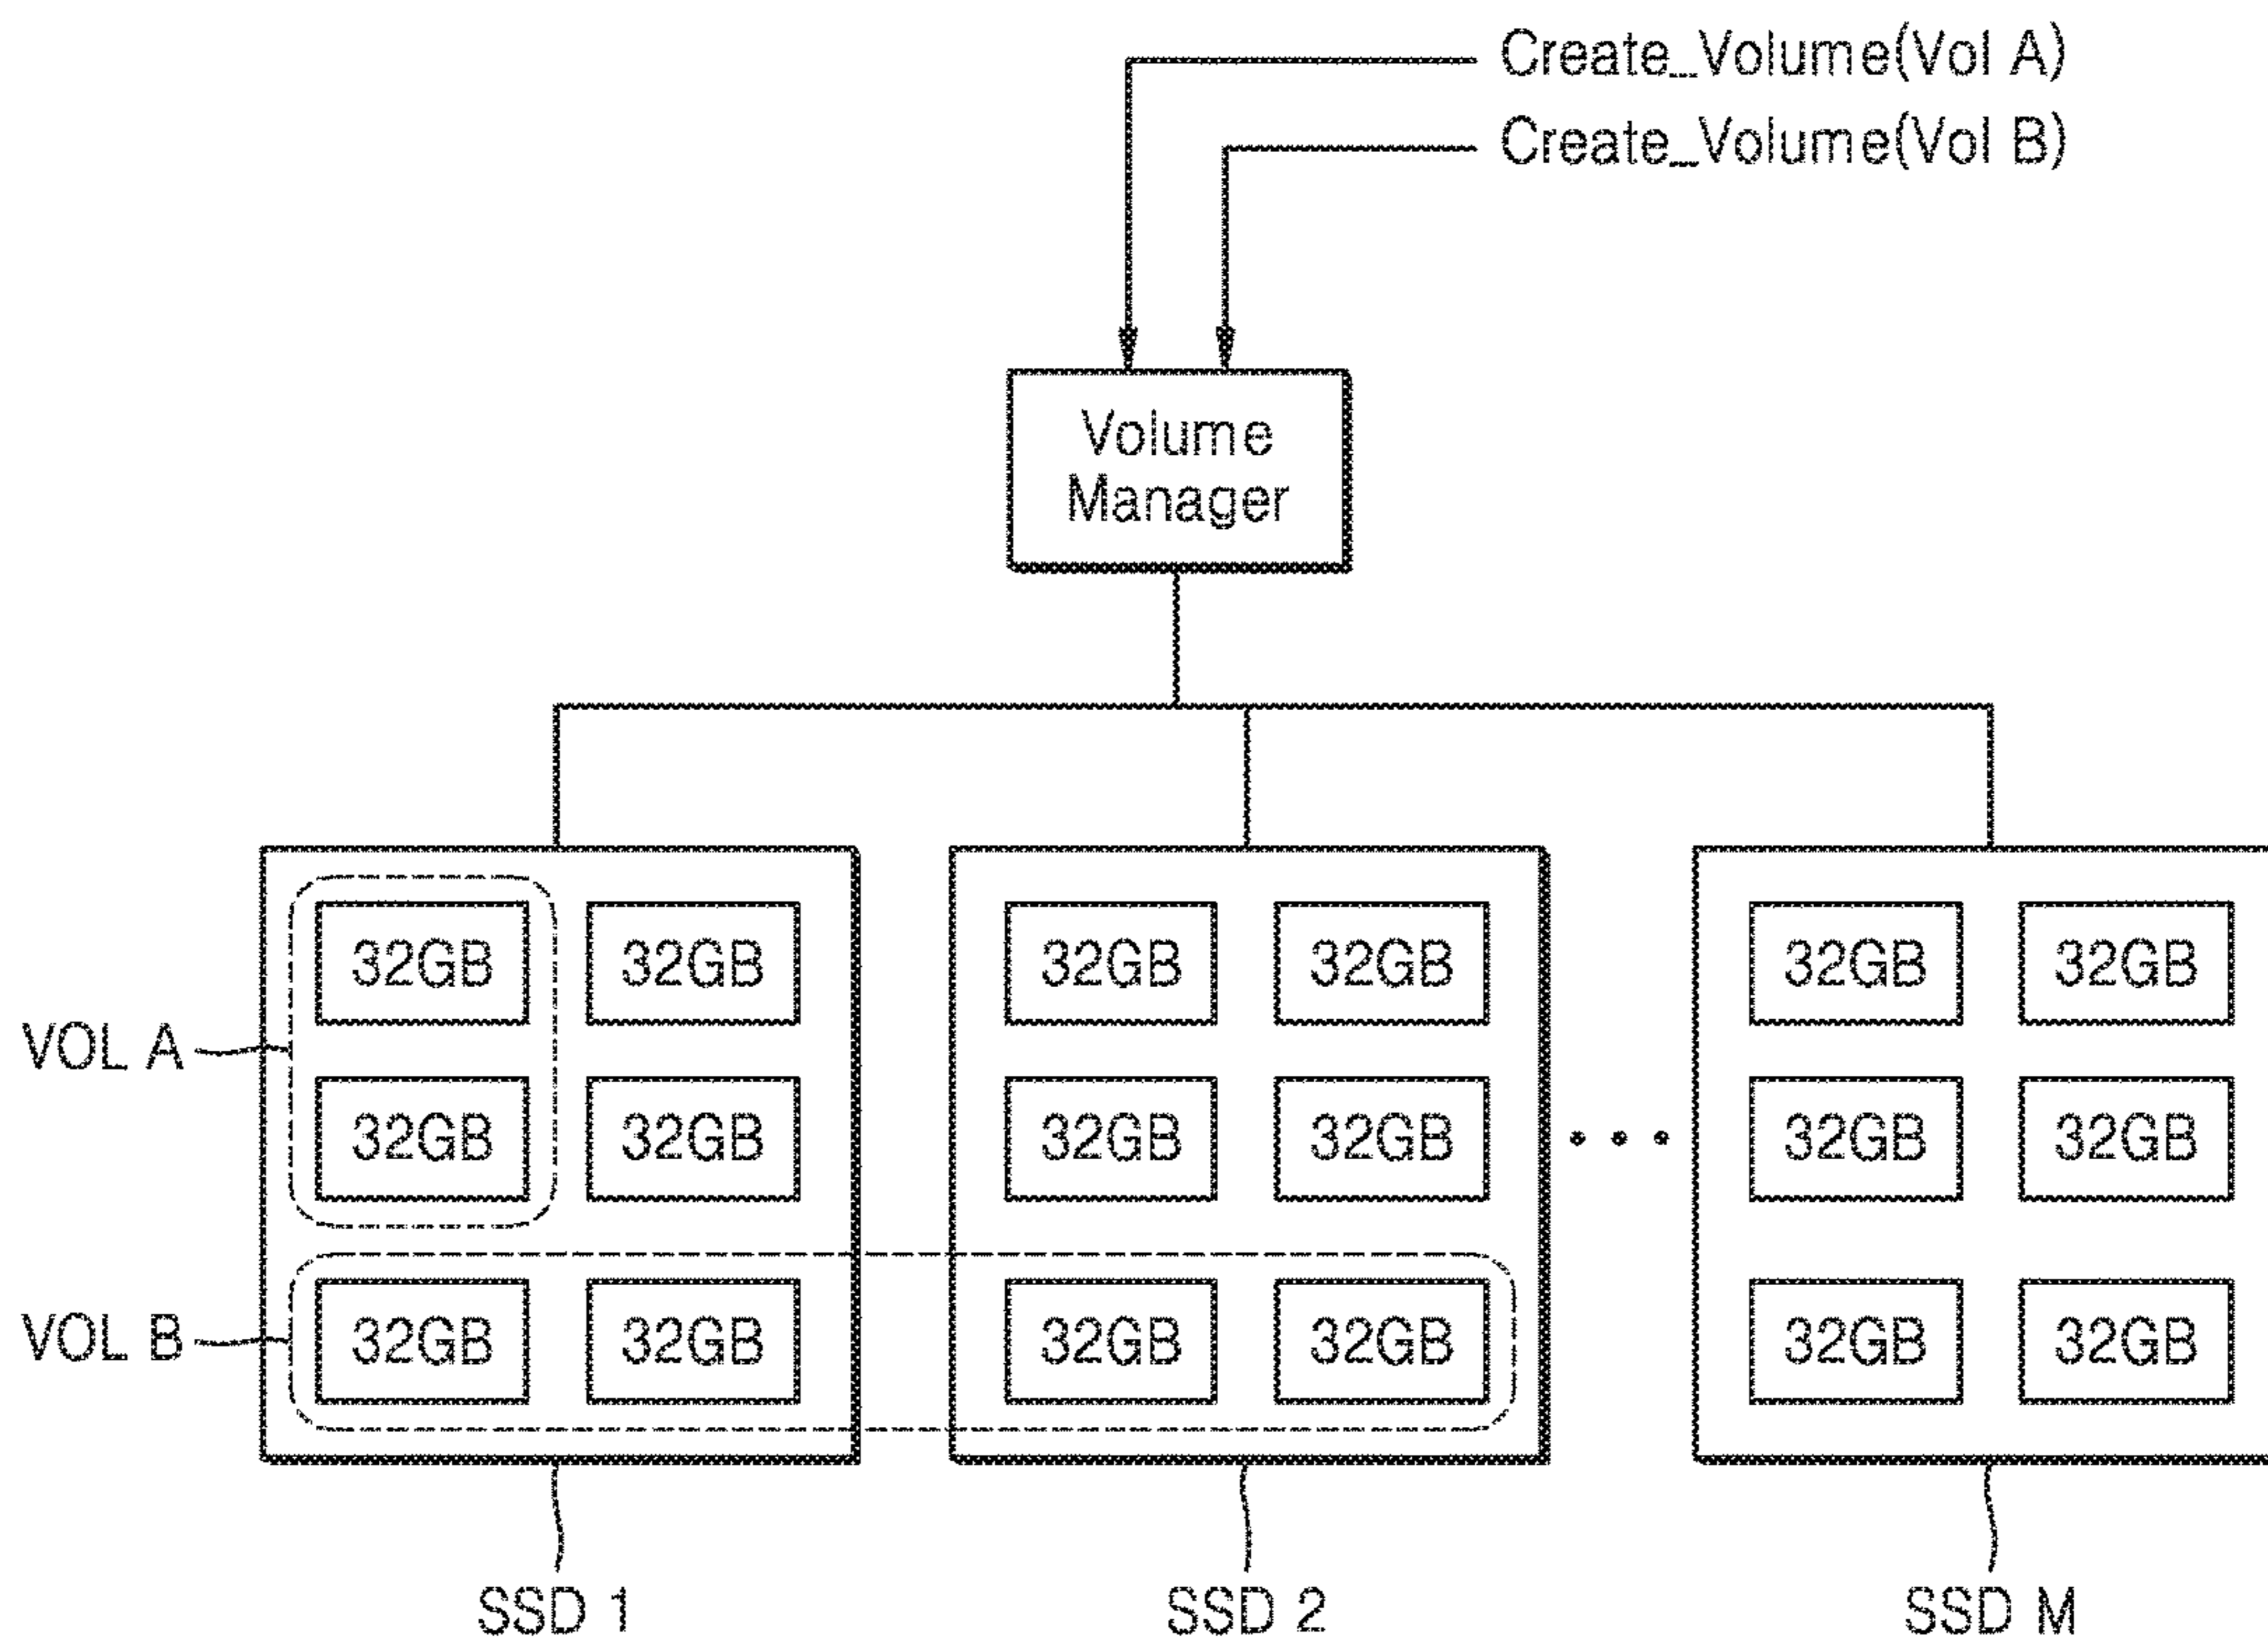 Create_Volume(Vol A)
Create_Volume(Vol B)
Volume
Manager
32GB 32GB 32GB 32GB 32GB 32GB
VOL A
32GB 32GB 32GB 32GB 32GB 32GB
VOL B
32GB 32GB 32GB 32GB 32GB 32GB
SSD 1 SSD 2 SSD M